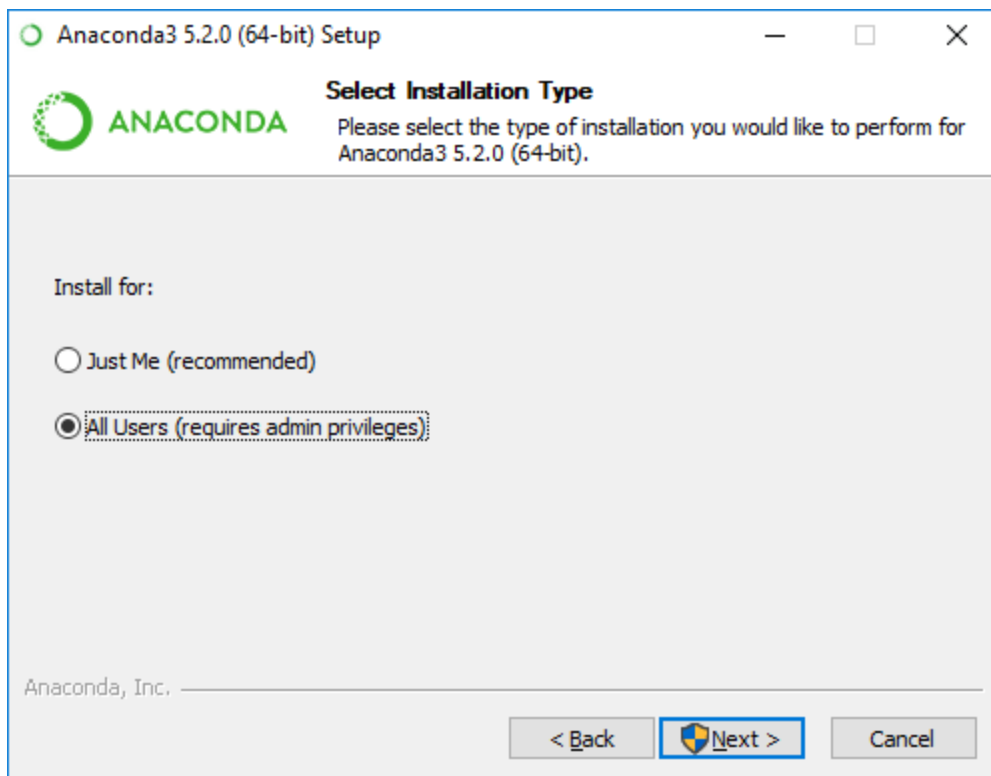 Anaconda3 5.2.0 (64-bit) Setup
Select Installation Type
ANACONDA
Please select the type of installation you would like to perform for
Anaconda3 5.2.0 (64-bit).
Install for:
Just Me (recommended)
All Users (requires admin privileges)
Anaconda, Inc.
< Back
Next >
Cancel